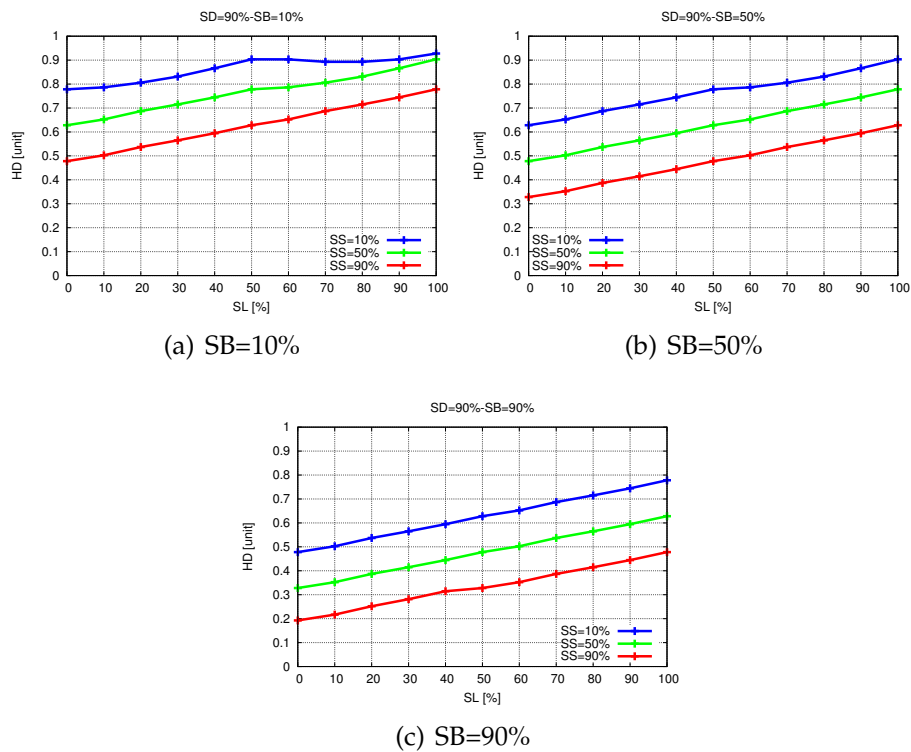 SD=90%-SB=10%
1
0.9
0.8
0.7
0.6
0.5
0.4
0.3
0.2
0.1
0
HD [unit]
SS=10%
SS=50%
SS=90%
0 10 20 30 40 50 60 70 80 90 100
SL [%]
(a) SB=10%
SD=90%-SB=50%
1
0.9
0.8
0.7
0.6
0.5
0.4
0.3
0.2
0.1
0
HD [unit]
SS=10%
SS=50%
SS=90%
0 10 20 30 40 50 60 70 80 90 100
SL [%]
(b) SB=50%
SD=90%-SB=90%
1
0.9
0.8
0.7
0.6
0.5
0.4
0.3
0.2
0.1
0
HD [unit]
SS=10%
SS=50%
SS=90%
0 10 20 30 40 50 60 70 80 90 100
SL [%]
(c) SB=90%